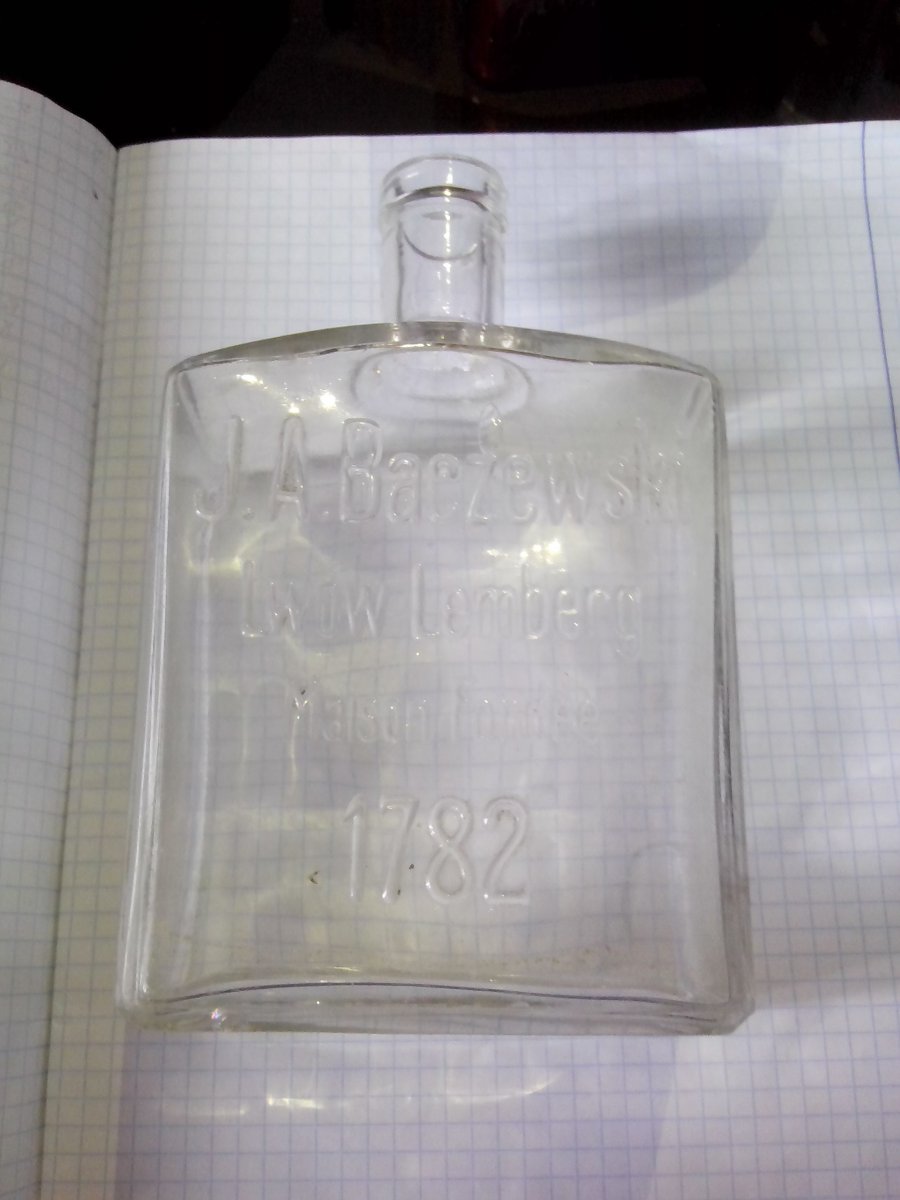 J.A.Baczewski
Lwów Lemberg
Maison fondée
1782